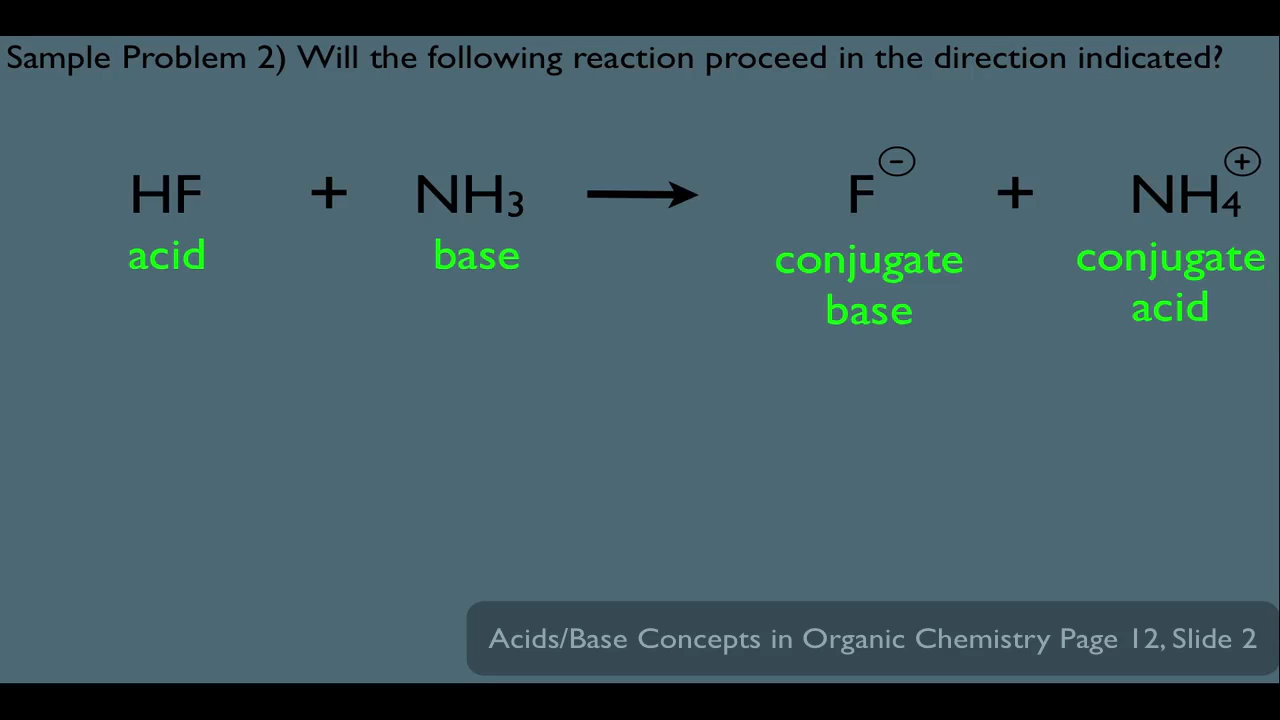 Sample Problem 2) Will the following reaction proceed in the direction indicated?
HF + NH₃ → F⊖ + NH₄⊕
acid base conjugate base conjugate acid
Acids/Base Concepts in Organic Chemistry Page 12, Slide 2